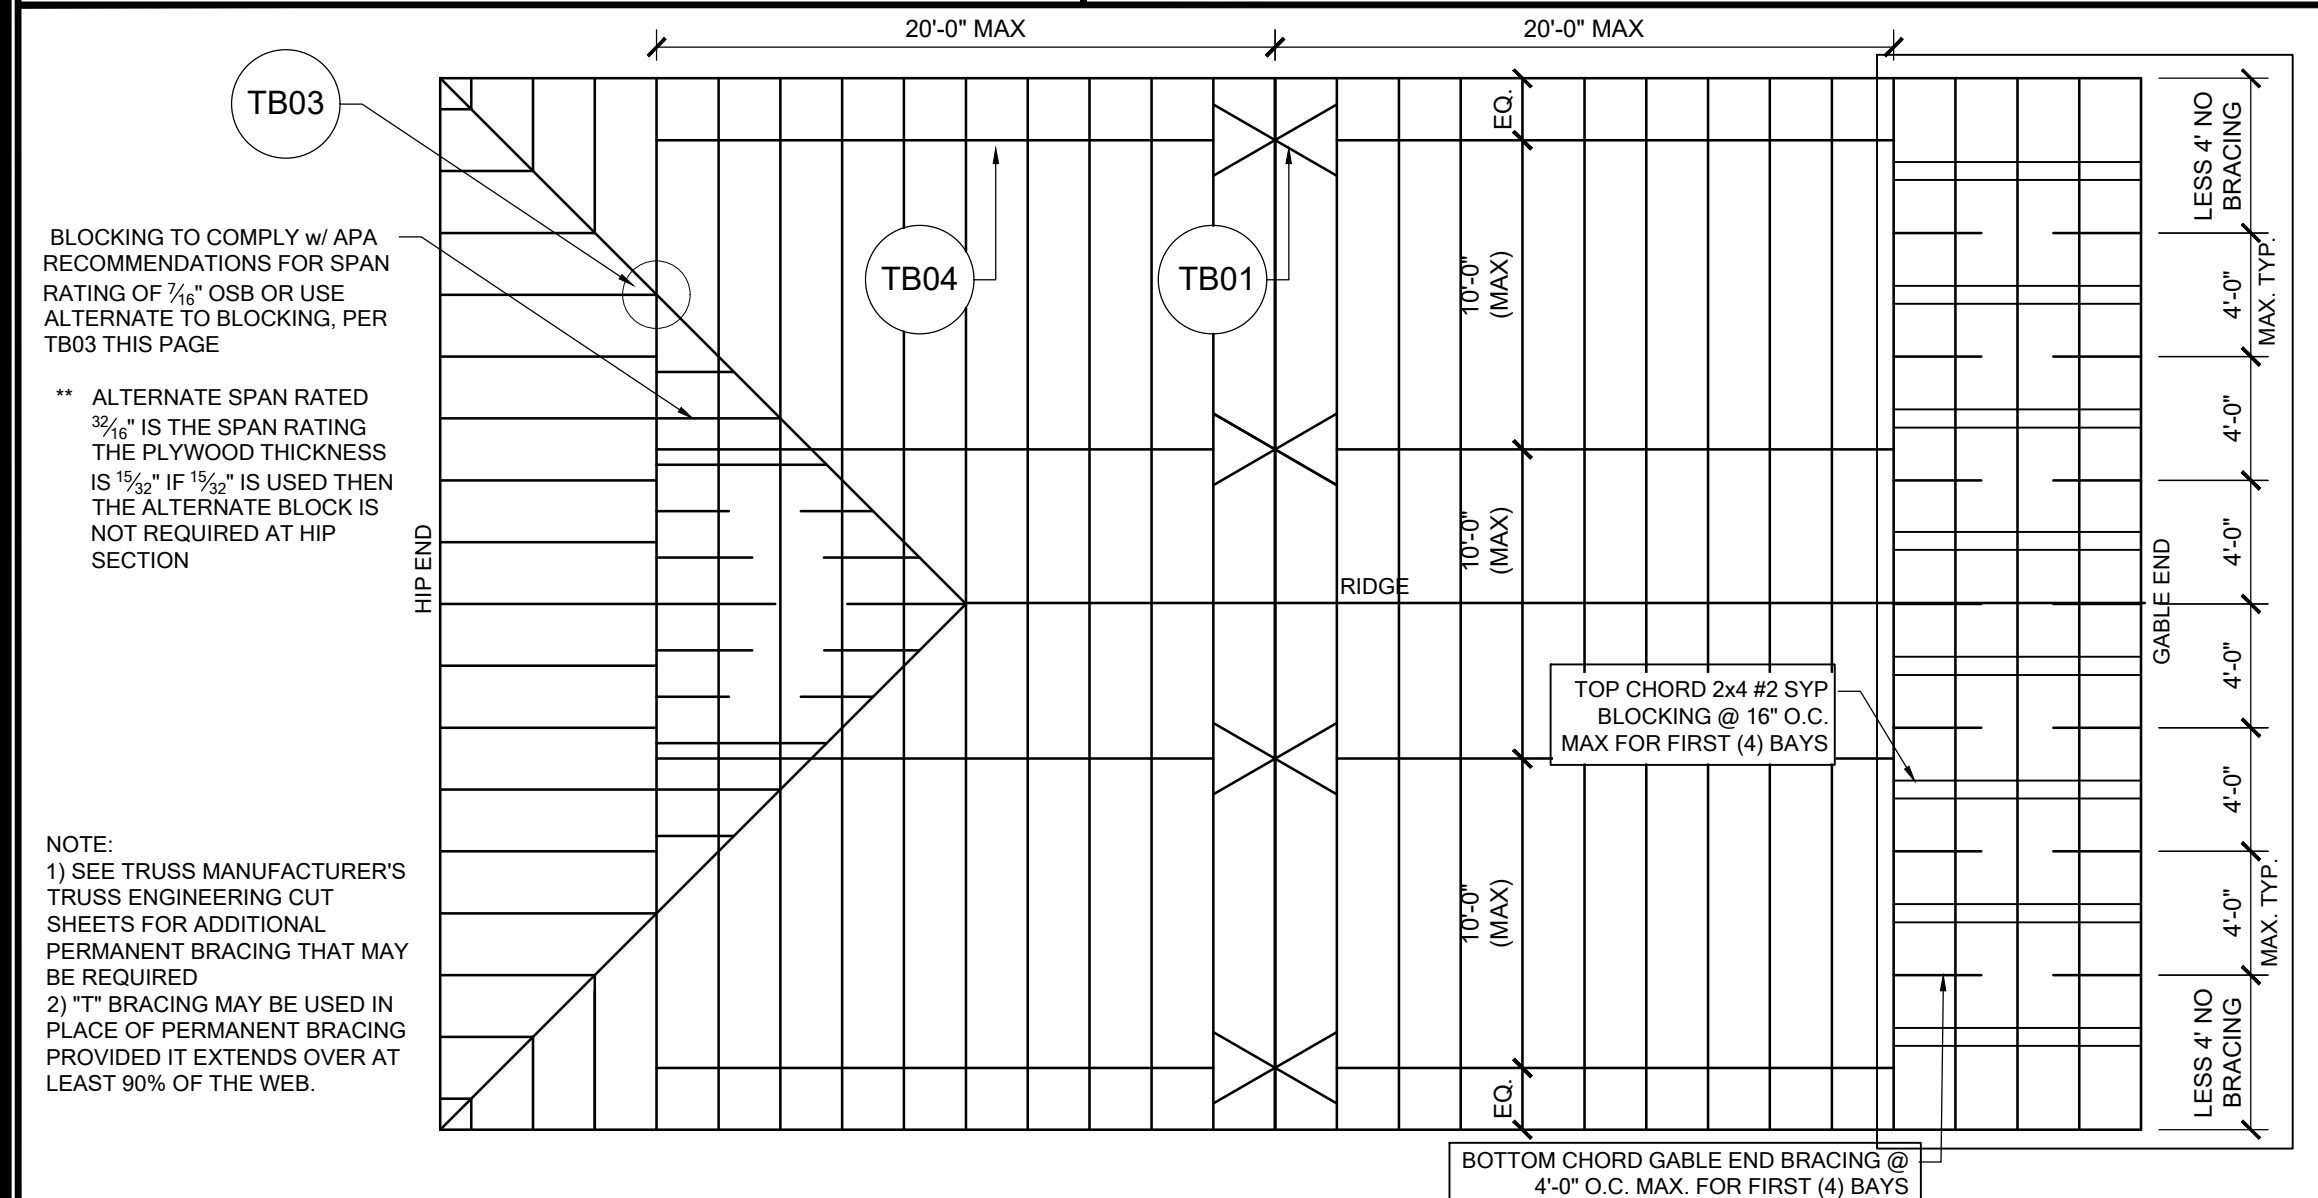 20'-0" MAX
20'-0" MAX
TB03
BLOCKING TO COMPLY w/ APA
RECOMMENDATIONS FOR SPAN
RATING OF 7/16" OSB OR USE
ALTERNATE TO BLOCKING, PER
TB03 THIS PAGE
** ALTERNATE SPAN RATED
32/16" IS THE SPAN RATING
THE PLYWOOD THICKNESS
IS 15/32" IF 15/32" IS USED THEN
THE ALTERNATE BLOCK IS
NOT REQUIRED AT HIP
SECTION
NOTE:
1) SEE TRUSS MANUFACTURER'S
TRUSS ENGINEERING CUT
SHEETS FOR ADDITIONAL
PERMANENT BRACING THAT MAY
BE REQUIRED
2) "T" BRACING MAY BE USED IN
PLACE OF PERMANENT BRACING
PROVIDED IT EXTENDS OVER AT
LEAST 90% OF THE WEB.
HIP END
TB04
TB01
EQ.
10'-0"
(MAX)
10'-0"
(MAX)
RIDGE
10'-0"
(MAX)
EQ.
TOP CHORD 2x4 #2 SYP
BLOCKING @ 16" O.C.
MAX FOR FIRST (4) BAYS
BOTTOM CHORD GABLE END BRACING @
4'-0" O.C. MAX. FOR FIRST (4) BAYS
GABLE END
LESS 4' NO
BRACING
4'-0"
MAX. TYP.
4'-0"
4'-0"
4'-0"
4'-0"
4'-0"
MAX. TYP.
LESS 4' NO
BRACING